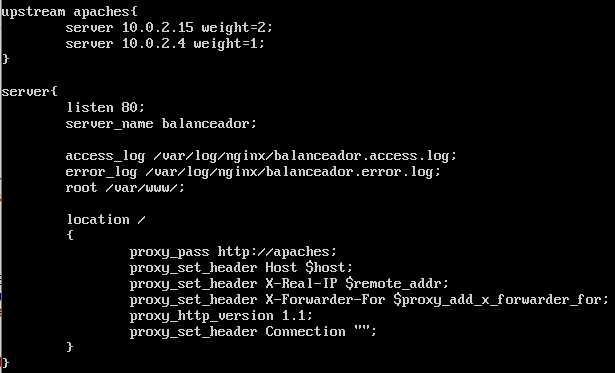 upstream apaches{
server 10.0.2.15 weight=2;
server 10.0.2.4 weight=1;
}
server{
listen 80;
server_name balanceador;
access_log /var/log/nginx/balanceador.access.log;
error_log /var/log/nginx/balanceador.error.log;
root /var/www/;
location /
{
proxy_pass http://apaches;
proxy_set_header Host $host;
proxy_set_header X-Real-IP $remote_addr;
proxy_set_header X-Forwarder-For $proxy_add_x_forwarder_for;
proxy_http_version 1.1;
proxy_set_header Connection "";
}
}